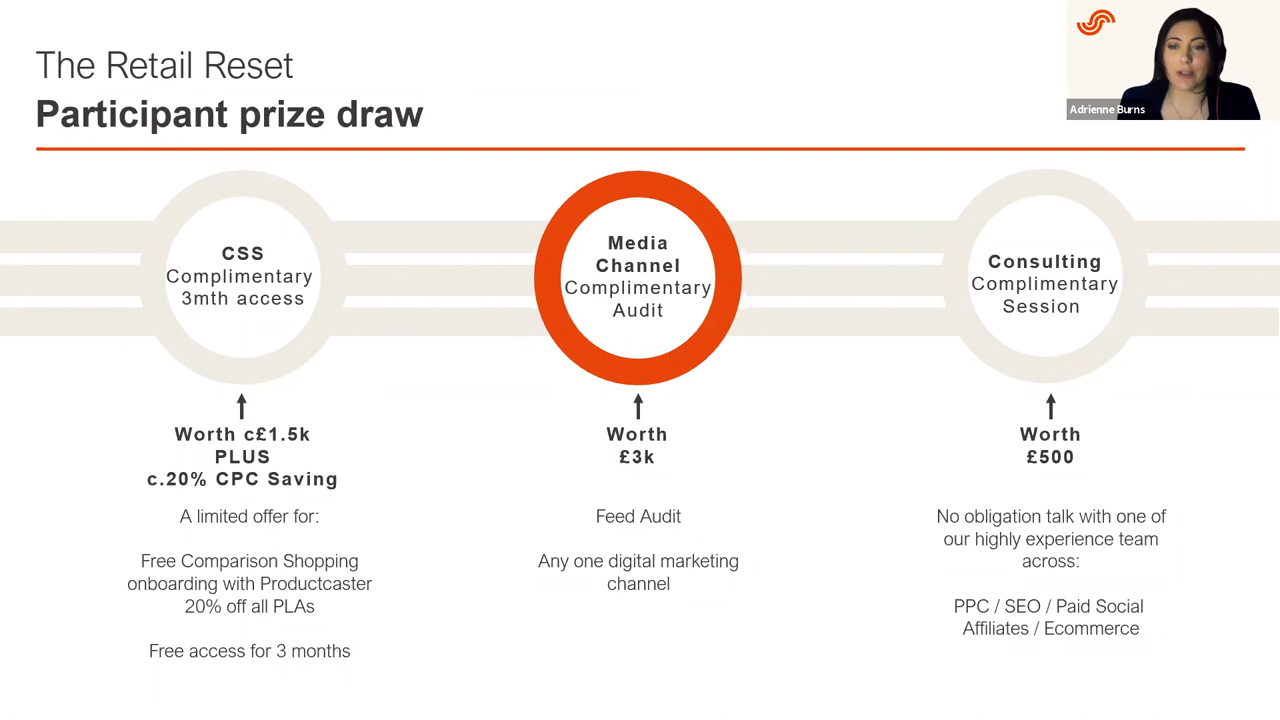 The Retail Reset
Participant prize draw
Adrienne Burns
CSS
Complimentary
3mth access
Media
Channel
Complimentary
Audit
Consulting
Complimentary
Session
Worth c£1.5k
PLUS
c.20% CPC Saving
A limited offer for:
Free Comparison Shopping
onboarding with Productcaster
20% off all PLAs
Free access for 3 months
Worth
£3k
Feed Audit
Any one digital marketing
channel
Worth
£500
No obligation talk with one of
our highly experience team
across:
PPC / SEO / Paid Social
Affiliates / Ecommerce